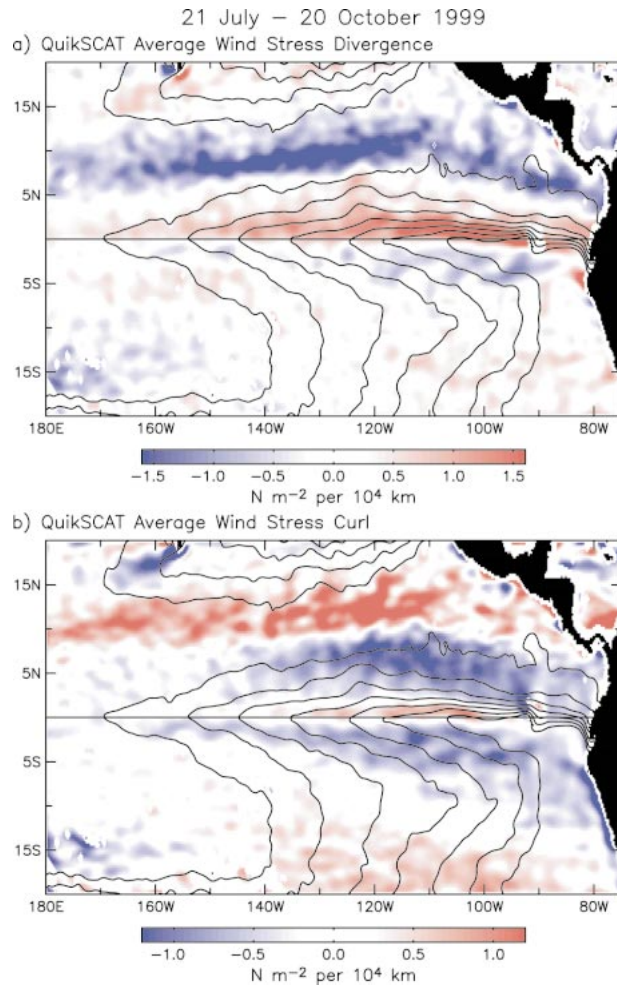 21 July – 20 October 1999
a) QuikSCAT Average Wind Stress Divergence
15N
5N
5S
15S
180E 160W 140W 120W 100W 80W
−1.5 −1.0 −0.5 0.0 0.5 1.0 1.5
N m⁻² per 10⁴ km
b) QuikSCAT Average Wind Stress Curl
15N
5N
5S
15S
180E 160W 140W 120W 100W 80W
−1.0 −0.5 0.0 0.5 1.0
N m⁻² per 10⁴ km